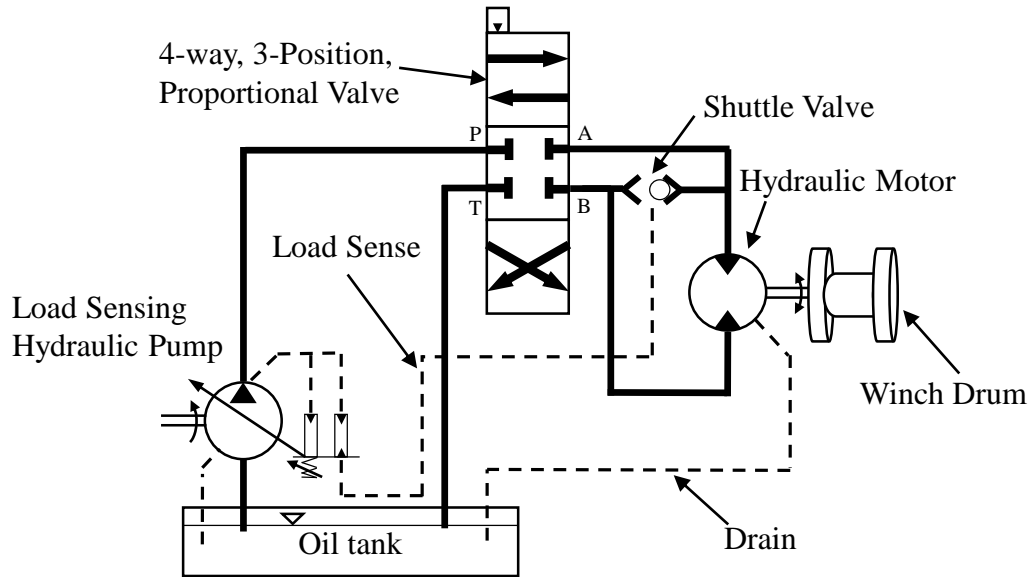 4-way, 3-Position,
Proportional Valve
Shuttle Valve
P
A
T
B
Hydraulic Motor
Load Sense
Load Sensing
Hydraulic Pump
Winch Drum
Oil tank
Drain